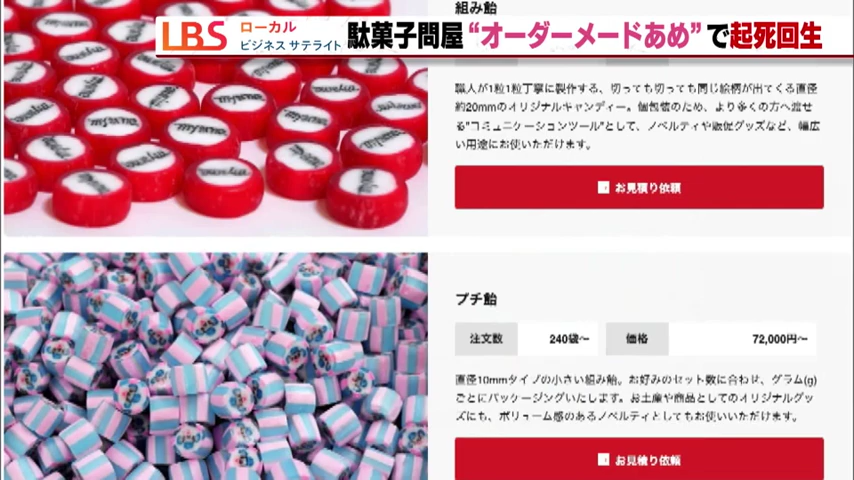 組み飴
LBS
ローカル
ビジネス サテライト
駄菓子問屋“オーダーメードあめ”で起死回生
職人が1粒1粒丁寧に製作する、切っても切っても同じ絵柄が出てくる直径
約20mmのオリジナルキャンディー。個包装のため、より多くの方へ渡せ
る"コミュニケーションツール"として、ノベルティや販促グッズなど、幅広
い用途にお使いいただけます。
お見積り依頼
プチ飴
注文数 240袋〜 価格 72,000円〜
直径10mmタイプの小さい組み飴。お好みのセット数に合わせ、グラム(g)
ごとにパッケージングいたします。お土産や商品としてのオリジナルグッ
ズにも、ボリューム感のあるノベルティとしてもお使いいただけます。
お見積り依頼